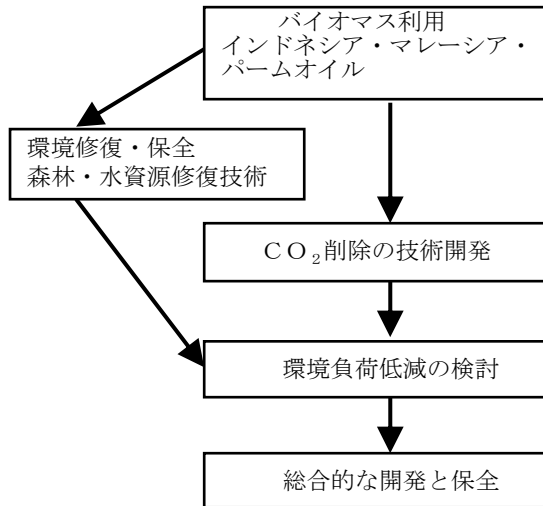 バイオマス利用
インドネシア・マレーシア・
パームオイル
環境修復・保全
森林・水資源修復技術
ＣＯ₂削除の技術開発
環境負荷低減の検討
総合的な開発と保全